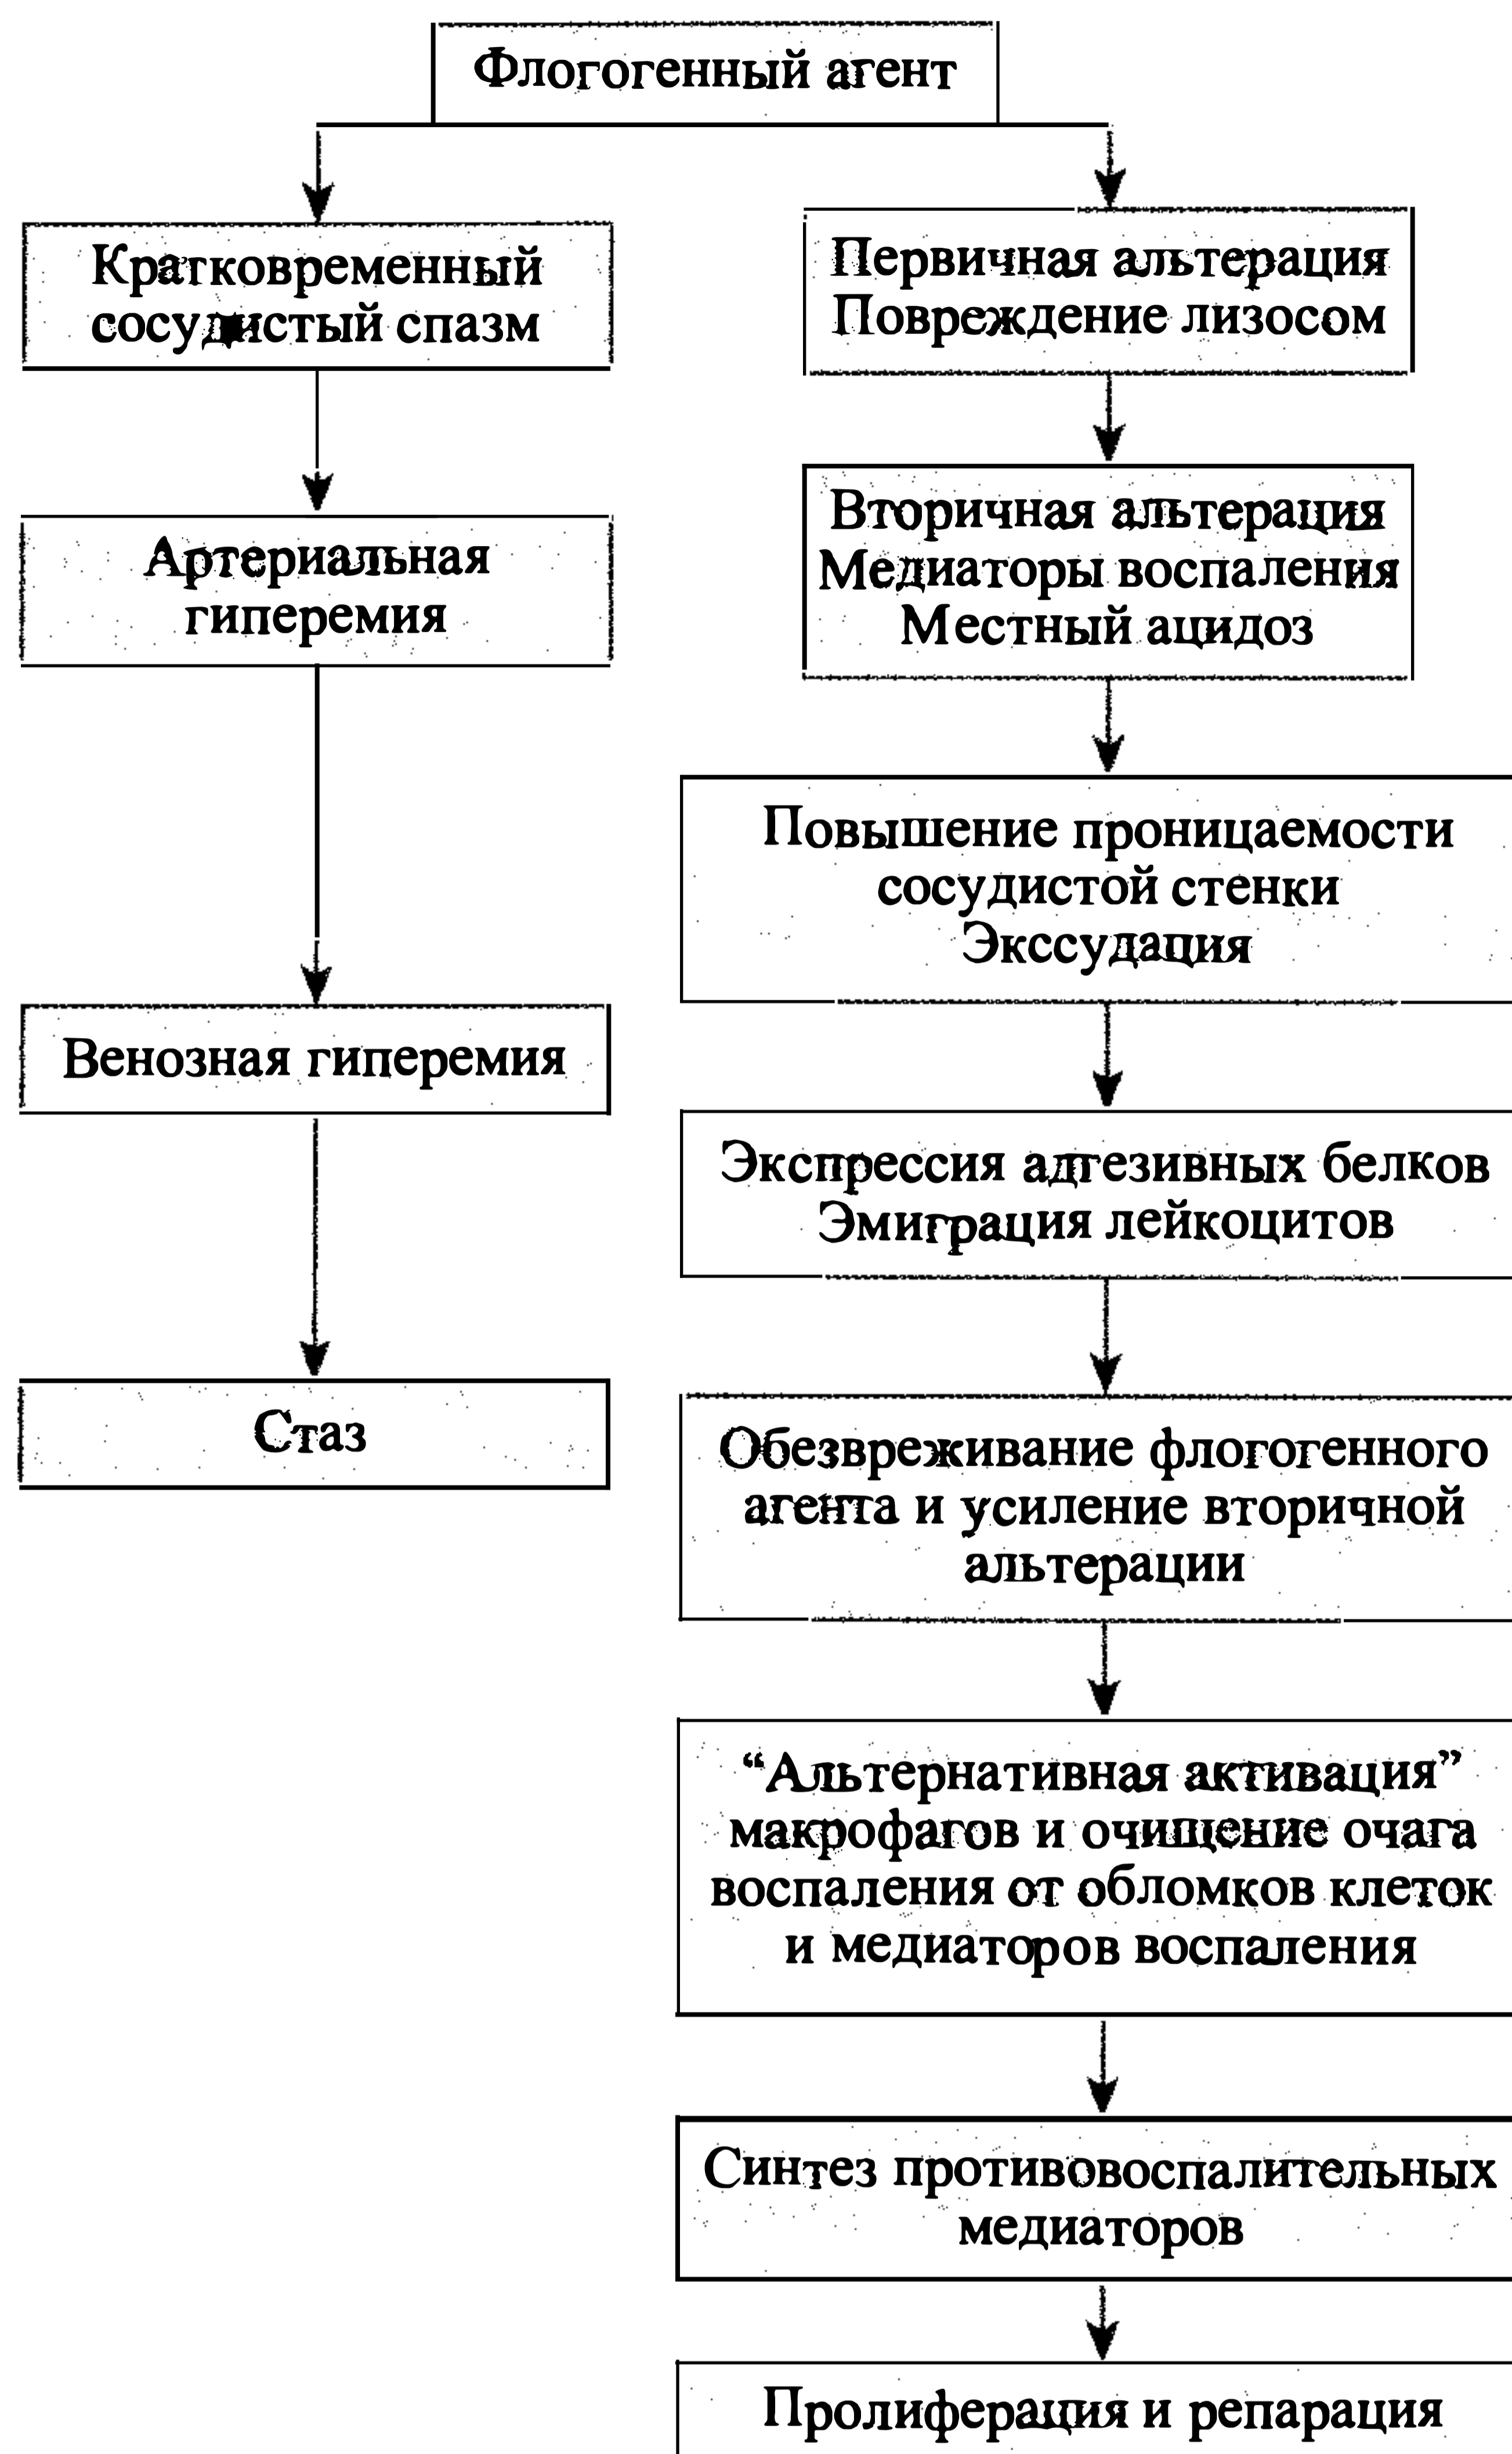 Флогогенный агент
Кратковременный
сосудистый спазм
Артериальная
гиперемия
Венозная гиперемия
Стаз
Первичная альтерация
Повреждение лизосом
Вторичная альтерация
Медиаторы воспаления
Местный ацидоз
Повышение проницаемости
сосудистой стенки
Экссудация
Экспрессия адгезивных белков
Эмиграция лейкоцитов
Обезвреживание флогогенного
агента и усиление вторичной
альтерации
“Альтернативная активация”
макрофагов и очищение очага
воспаления от обломков клеток
и медиаторов воспаления
Синтез противовоспалительных
медиаторов
Пролиферация и репарация